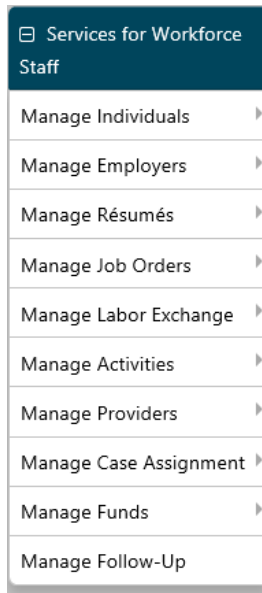 Services for Workforce
Staff
Manage Individuals
Manage Employers
Manage Résumés
Manage Job Orders
Manage Labor Exchange
Manage Activities
Manage Providers
Manage Case Assignment
Manage Funds
Manage Follow-Up